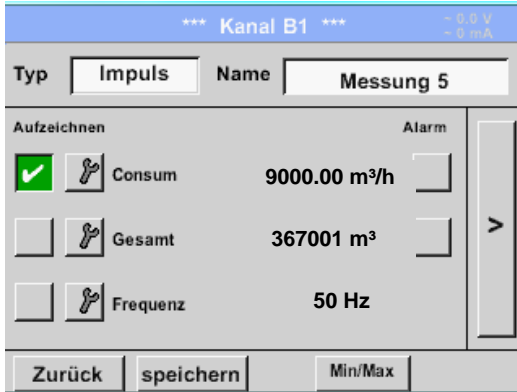 *** Kanal B1 ***
~ 0.0 V
~ 0 mA
Typ Impuls Name Messung 5
Aufzeichnen Alarm
Consum 9000.00 m³/h
Gesamt 367001 m³
>
Frequenz 50 Hz
Zurück speichern Min/Max